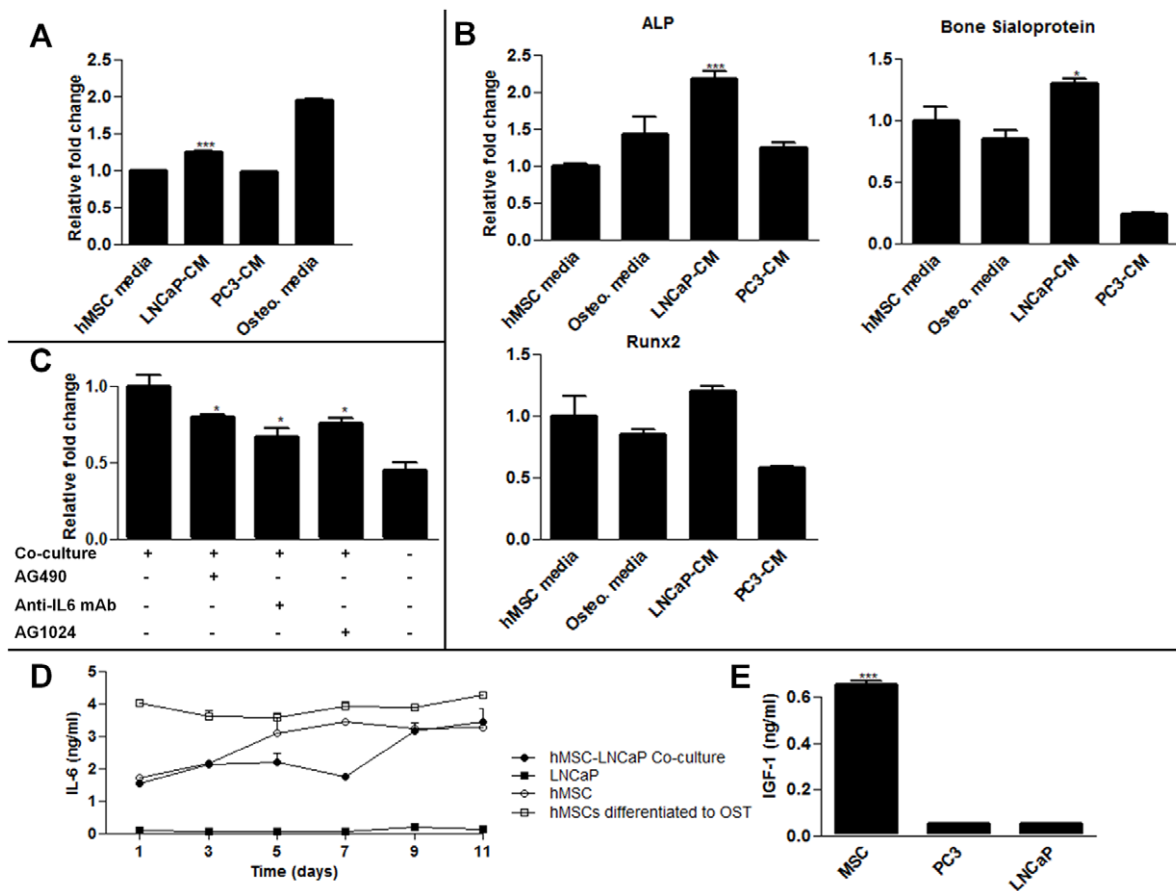 A
Relative fold change
2.5
2.0
1.5
1.0
0.5
0.0
***
hMSC media
LNCaP-CM
PC3-CM
Osteo. media
B
ALP
Relative fold change
2.5
2.0
1.5
1.0
0.5
0.0
***
hMSC media
Osteo. media
LNCaP-CM
PC3-CM
Bone Sialoprotein
1.5
1.0
0.5
0.0
*
hMSC media
Osteo. media
LNCaP-CM
PC3-CM
Runx2
1.5
1.0
0.5
0.0
hMSC media
Osteo. media
LNCaP-CM
PC3-CM
C
Relative fold change
1.0
0.5
0.0
* * *
Co-culture + + + + -
AG490 - + - - -
Anti-IL6 mAb - - + - -
AG1024 - - - + -
D
IL-6 (ng/ml)
5
4
3
2
1
0
1 3 5 7 9 11
Time (days)
hMSC-LNCaP Co-culture
LNCaP
hMSC
hMSCs differentiated to OST
E
IGF-1 (ng/ml)
0.6
0.4
0.2
0.0
***
MSC
PC3
LNCaP